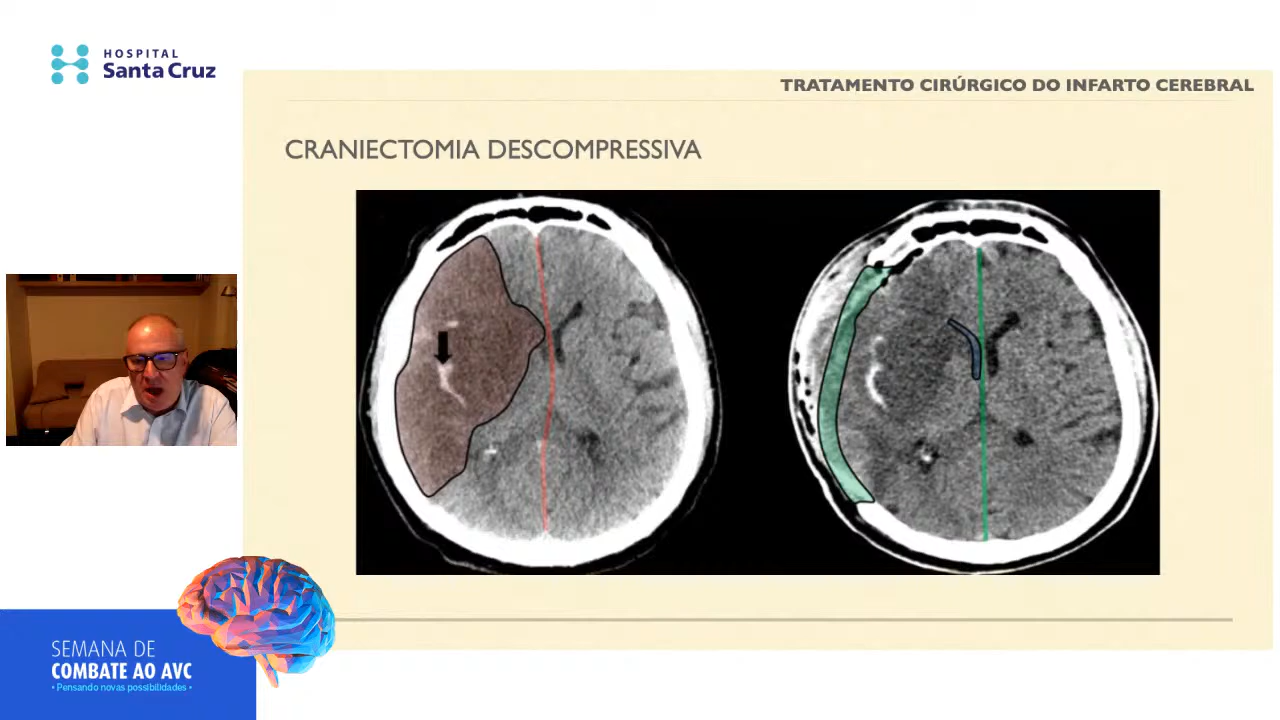 HOSPITAL
Santa Cruz
TRATAMENTO CIRÚRGICO DO INFARTO CEREBRAL
CRANIECTOMIA DESCOMPRESSIVA
SEMANA DE
COMBATE AO AVC
• Pensando novas possibilidades •